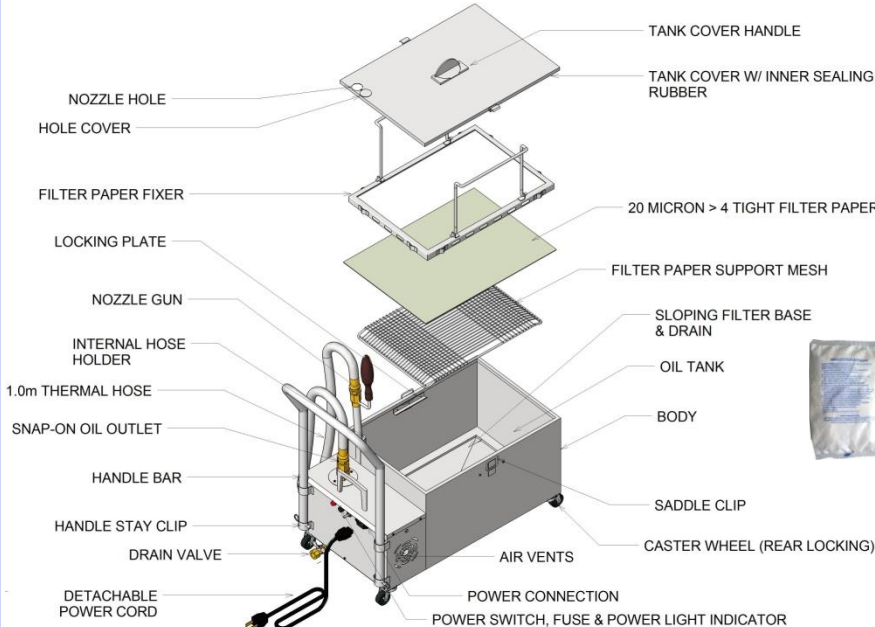 TANK COVER HANDLE
TANK COVER W/ INNER SEALING
RUBBER
NOZZLE HOLE
HOLE COVER
FILTER PAPER FIXER
20 MICRON > 4 TIGHT FILTER PAPER
LOCKING PLATE
FILTER PAPER SUPPORT MESH
NOZZLE GUN
SLOPING FILTER BASE
& DRAIN
INTERNAL HOSE
HOLDER
OIL TANK
1.0m THERMAL HOSE
BODY
SNAP-ON OIL OUTLET
HANDLE BAR
SADDLE CLIP
HANDLE STAY CLIP
CASTER WHEEL (REAR LOCKING)
DRAIN VALVE
AIR VENTS
DETACHABLE
POWER CORD
POWER CONNECTION
POWER SWITCH, FUSE & POWER LIGHT INDICATOR